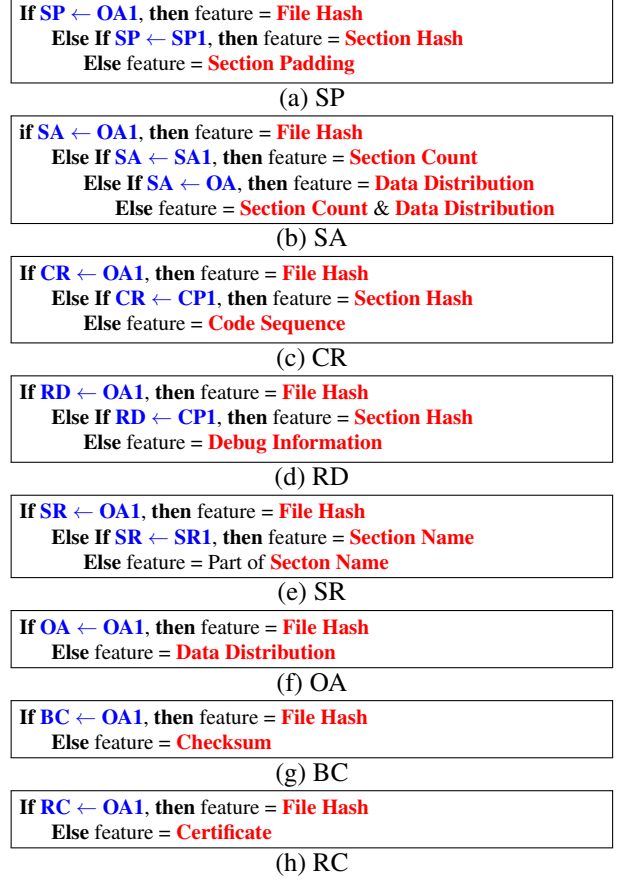 If SP ← OA1, then feature = File Hash
Else If SP ← SP1, then feature = Section Hash
Else feature = Section Padding
(a) SP
if SA ← OA1, then feature = File Hash
Else If SA ← SA1, then feature = Section Count
Else If SA ← OA, then feature = Data Distribution
Else feature = Section Count & Data Distribution
(b) SA
If CR ← OA1, then feature = File Hash
Else If CR ← CP1, then feature = Section Hash
Else feature = Code Sequence
(c) CR
If RD ← OA1, then feature = File Hash
Else If RD ← CP1, then feature = Section Hash
Else feature = Debug Information
(d) RD
If SR ← OA1, then feature = File Hash
Else If SR ← SR1, then feature = Section Name
Else feature = Part of Secton Name
(e) SR
If OA ← OA1, then feature = File Hash
Else feature = Data Distribution
(f) OA
If BC ← OA1, then feature = File Hash
Else feature = Checksum
(g) BC
If RC ← OA1, then feature = File Hash
Else feature = Certificate
(h) RC